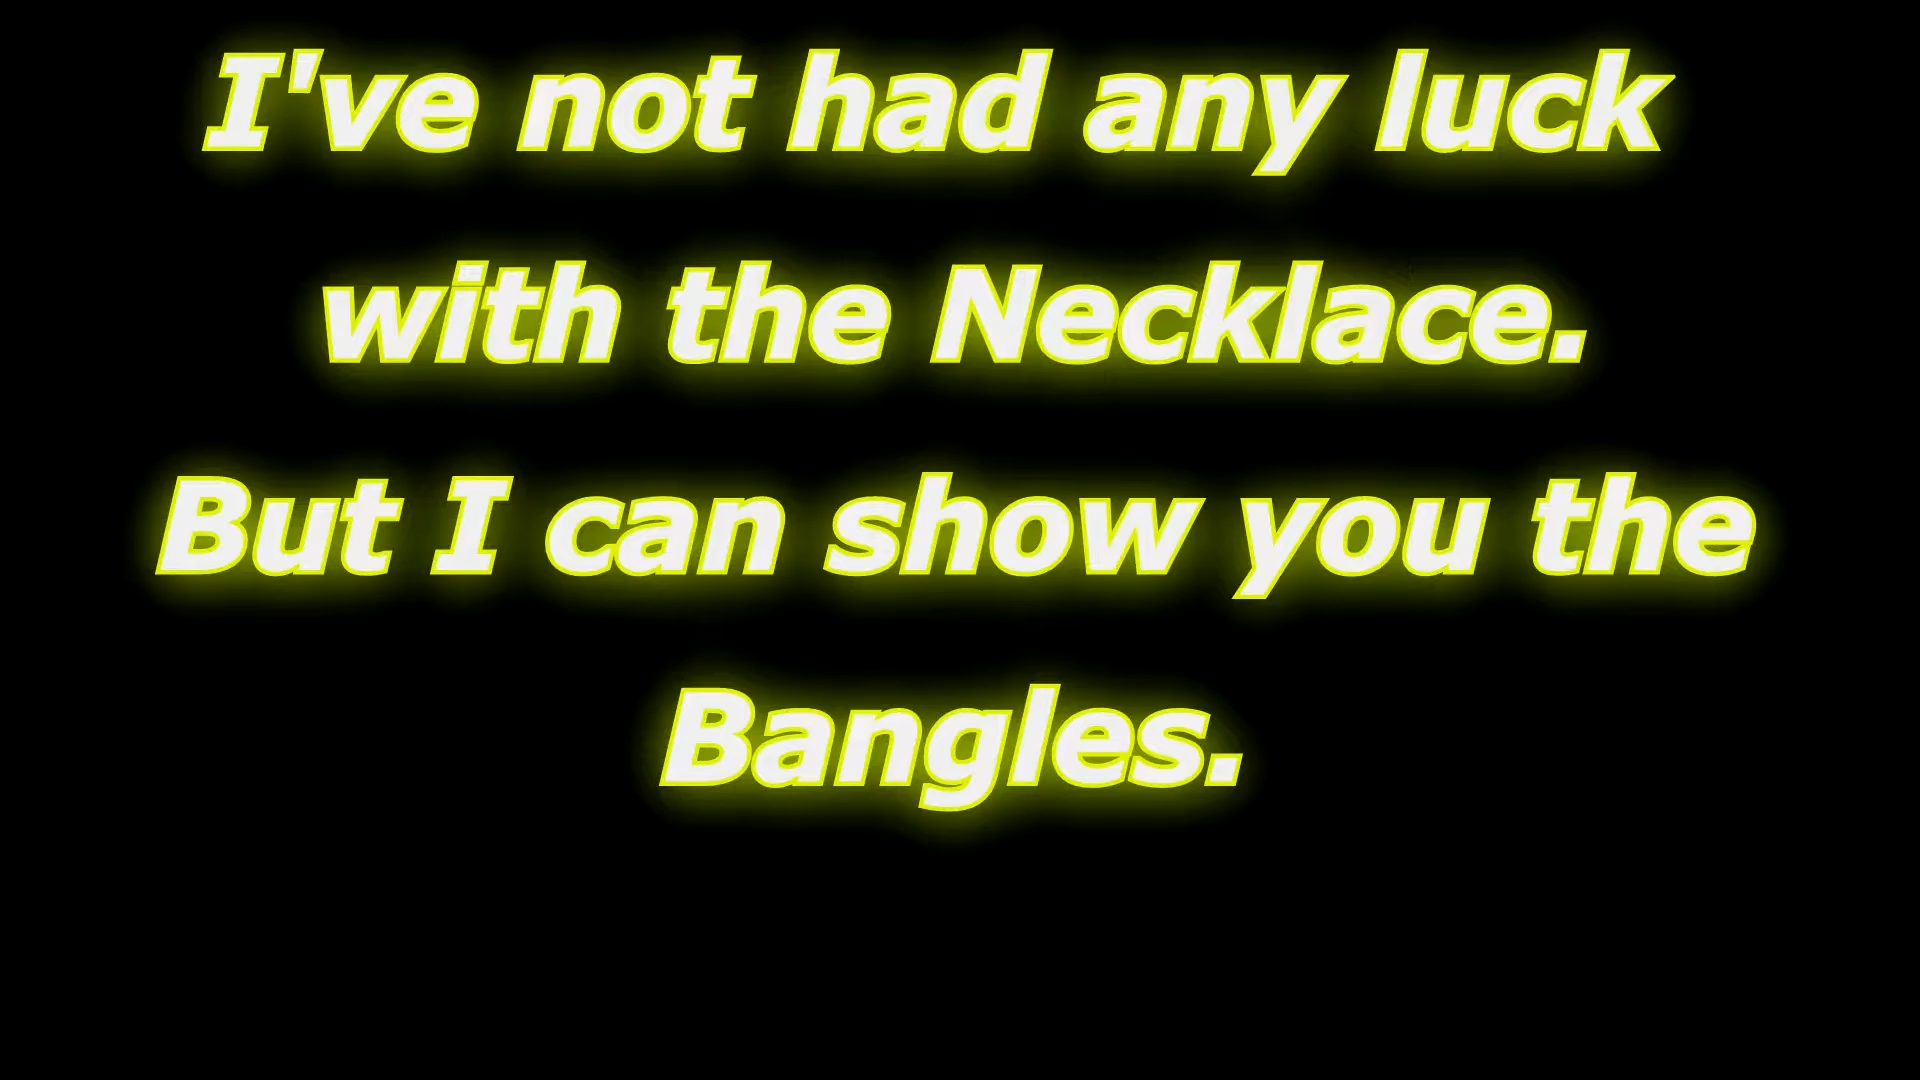 I've not had any luck
with the Necklace.
But I can show you the
Bangles.